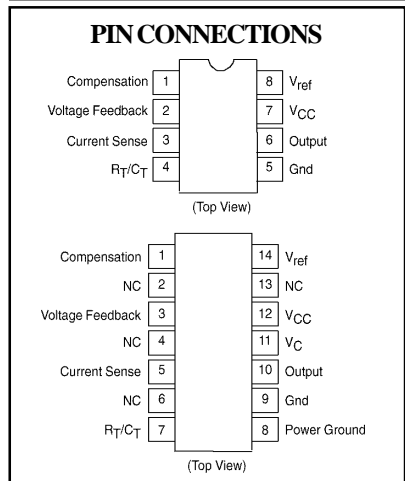 PIN CONNECTIONS
Compensation 1 8 Vref
Voltage Feedback 2 7 VCC
Current Sense 3 6 Output
RT/CT 4 5 Gnd
(Top View)
Compensation 1 14 Vref
NC 2 13 NC
Voltage Feedback 3 12 VCC
NC 4 11 VC
Current Sense 5 10 Output
NC 6 9 Gnd
RT/CT 7 8 Power Ground
(Top View)